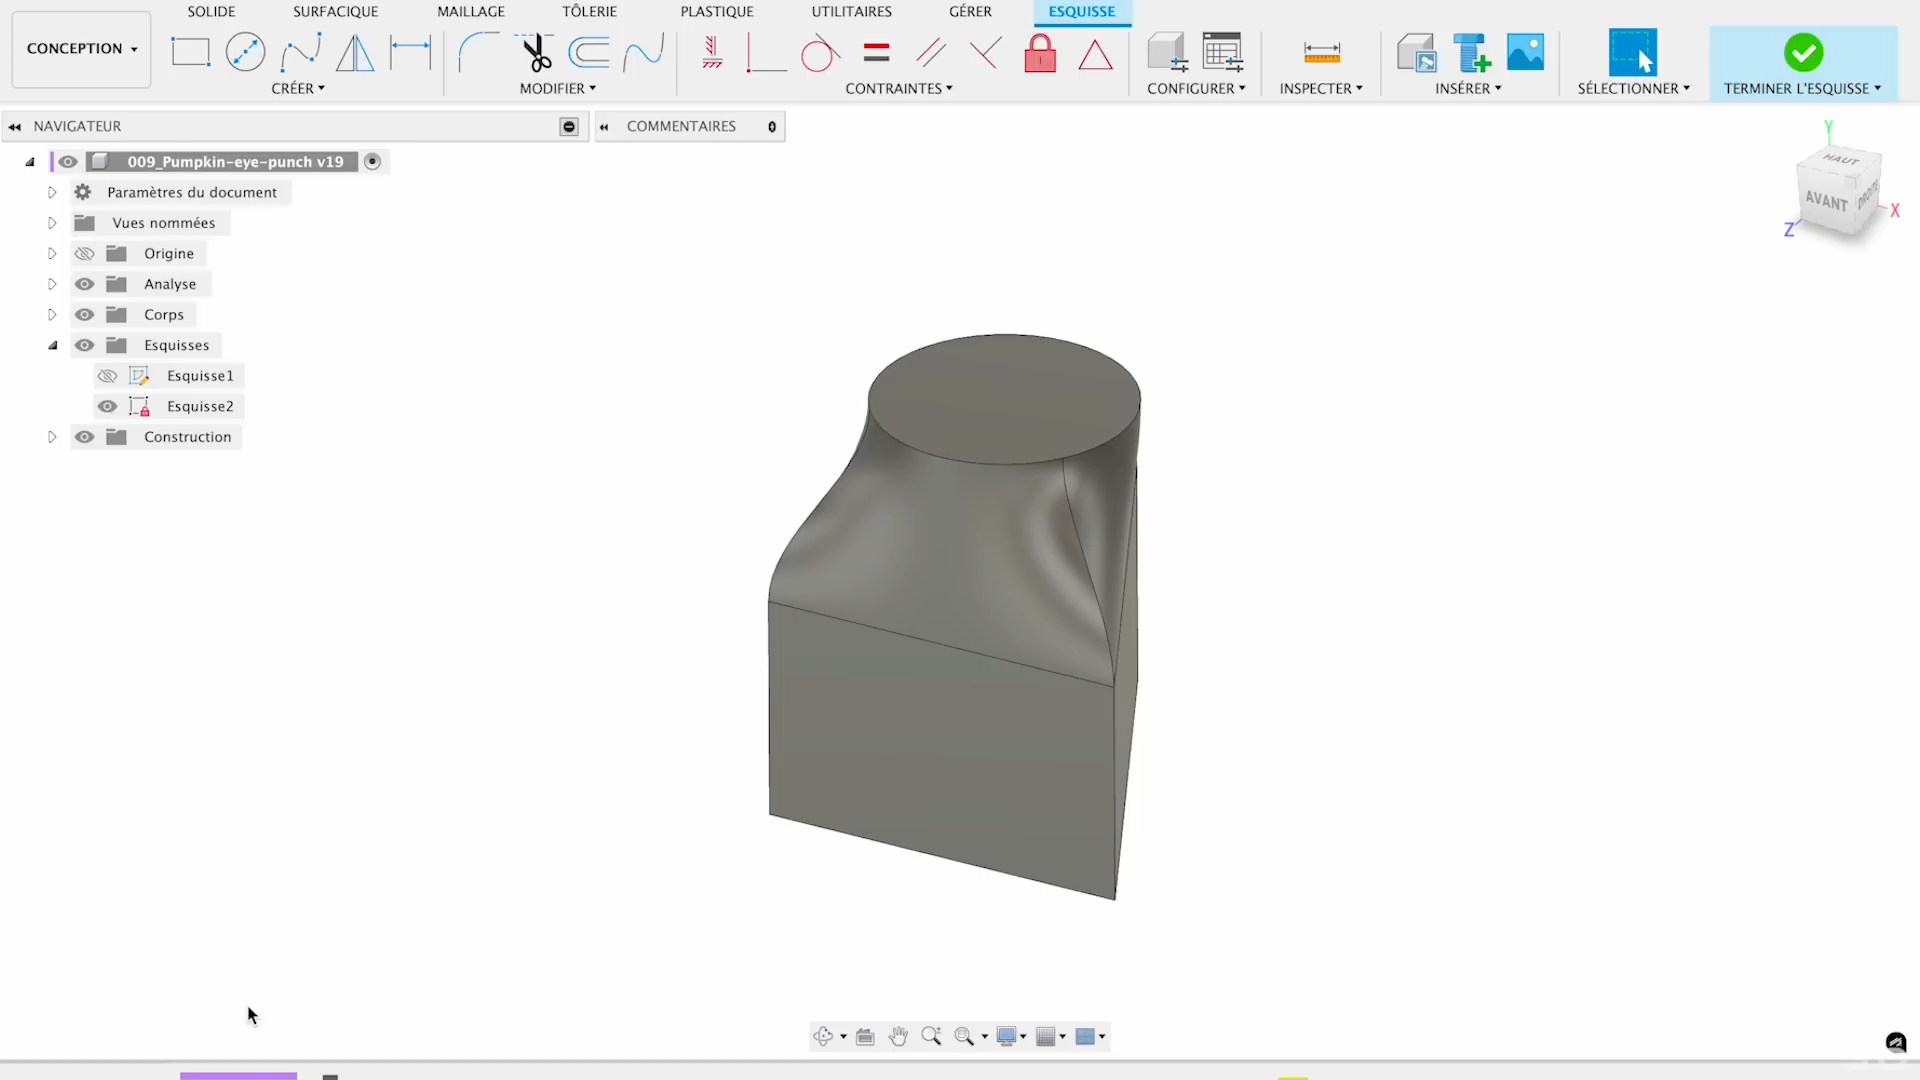 SOLIDE
SURFACIQUE
MAILLAGE
TÔLERIE
PLASTIQUE
UTILITAIRES
GÉRER
ESQUISSE
CONCEPTION
CRÉER
MODIFIER
CONTRAINTES
CONFIGURER
INSPECTER
INSÉRER
SÉLECTIONNER
TERMINER L'ESQUISSE
NAVIGATEUR
COMMENTAIRES
009_Pumpkin-eye-punch v19
Paramètres du document
Vues nommées
Origine
Analyse
Corps
Esquisses
Esquisse1
Esquisse2
Construction
Y
HAUT
AVANT
DROITE
X
Z